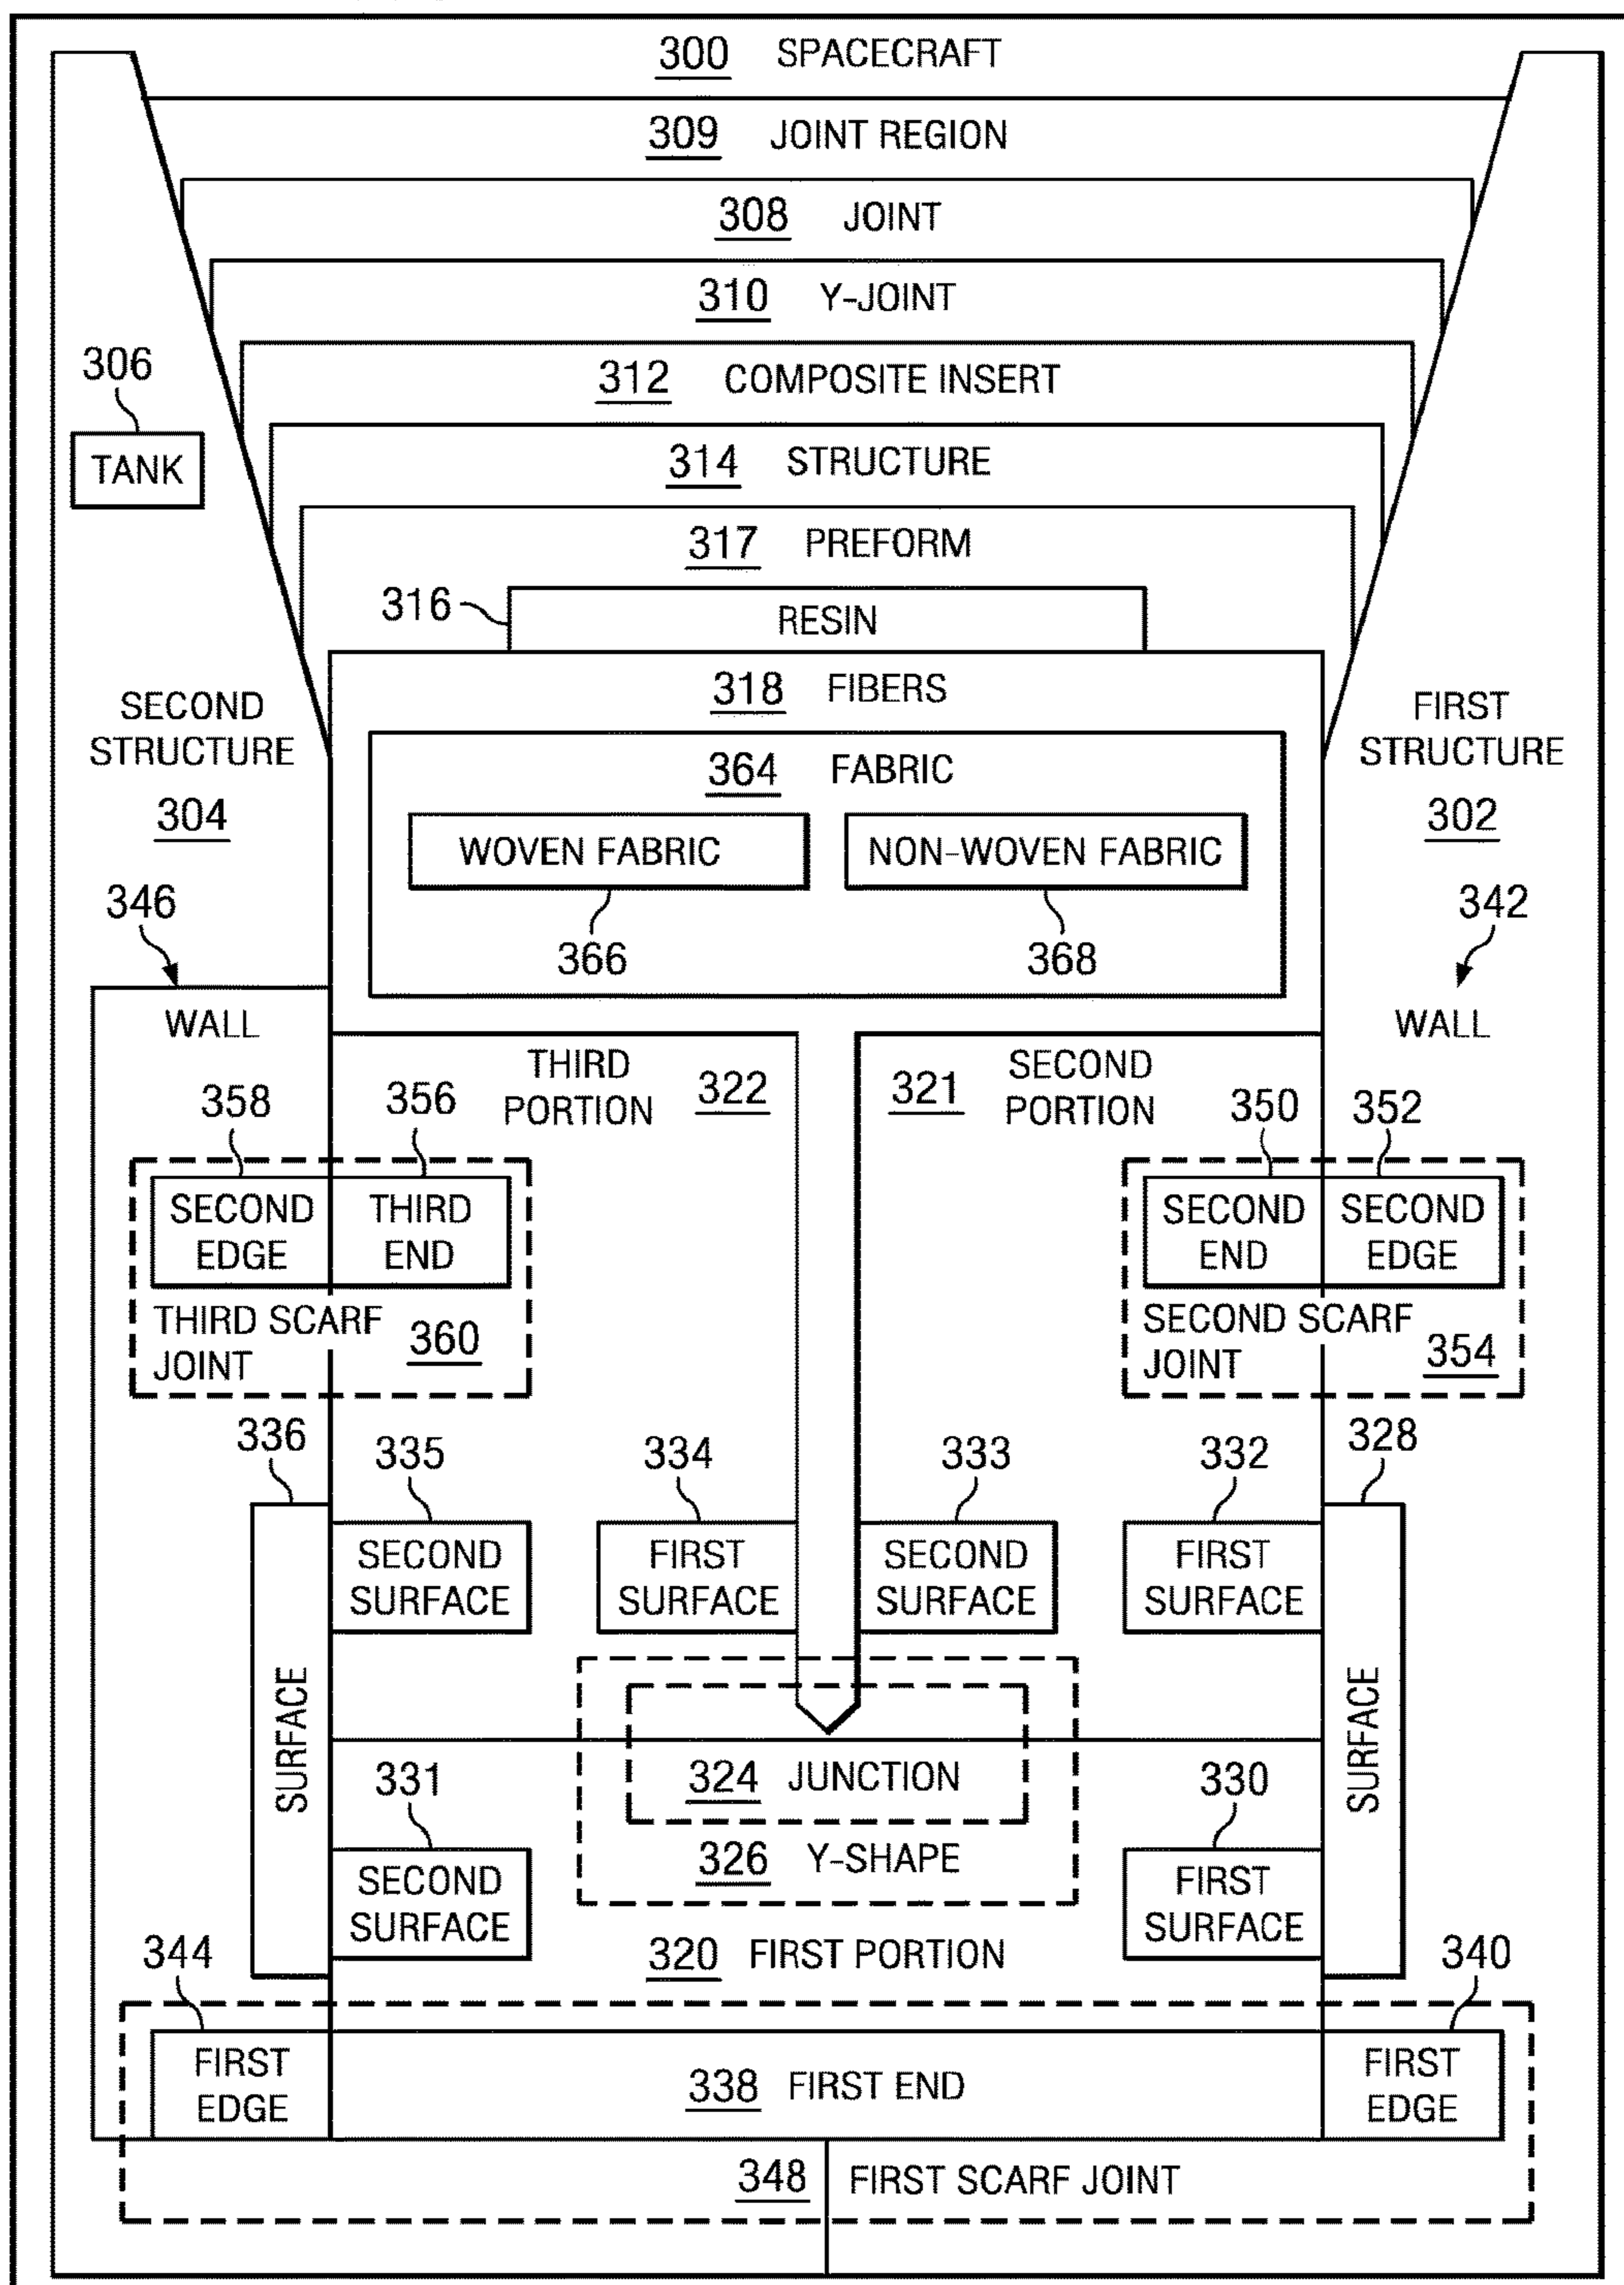 300 SPACECRAFT
309 JOINT REGION
308 JOINT
310 Y-JOINT
306
312 COMPOSITE INSERT
TANK
314 STRUCTURE
317 PREFORM
316
RESIN
318 FIBERS
SECOND
STRUCTURE
304
FIRST
STRUCTURE
302
364 FABRIC
WOVEN FABRIC
NON-WOVEN FABRIC
366
368
346
342
WALL
WALL
THIRD
PORTION
322
321
SECOND
PORTION
358
356
350
352
SECOND
EDGE
THIRD
END
SECOND
END
SECOND
EDGE
THIRD SCARF
JOINT
360
SECOND SCARF
JOINT
354
336
335
334
333
332
328
SECOND
SURFACE
FIRST
SURFACE
SECOND
SURFACE
FIRST
SURFACE
SURFACE
SURFACE
324 JUNCTION
331
330
326 Y-SHAPE
SECOND
SURFACE
FIRST
SURFACE
320 FIRST PORTION
344
340
FIRST
EDGE
338 FIRST END
FIRST
EDGE
348 FIRST SCARF JOINT